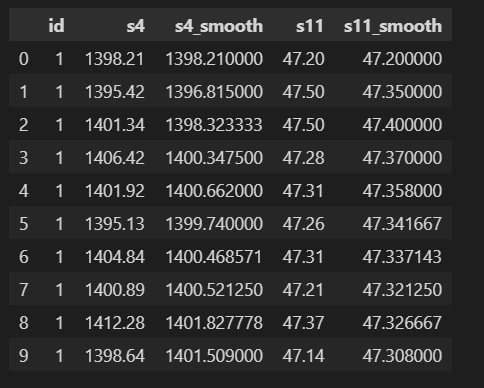 id s4 s4_smooth s11 s11_smooth
0 1 1398.21 1398.210000 47.20 47.200000
1 1 1395.42 1396.815000 47.50 47.350000
2 1 1401.34 1398.323333 47.50 47.400000
3 1 1406.42 1400.347500 47.28 47.370000
4 1 1401.92 1400.662000 47.31 47.358000
5 1 1395.13 1399.740000 47.26 47.341667
6 1 1404.84 1400.468571 47.31 47.337143
7 1 1400.89 1400.521250 47.21 47.321250
8 1 1412.28 1401.827778 47.37 47.326667
9 1 1398.64 1401.509000 47.14 47.308000